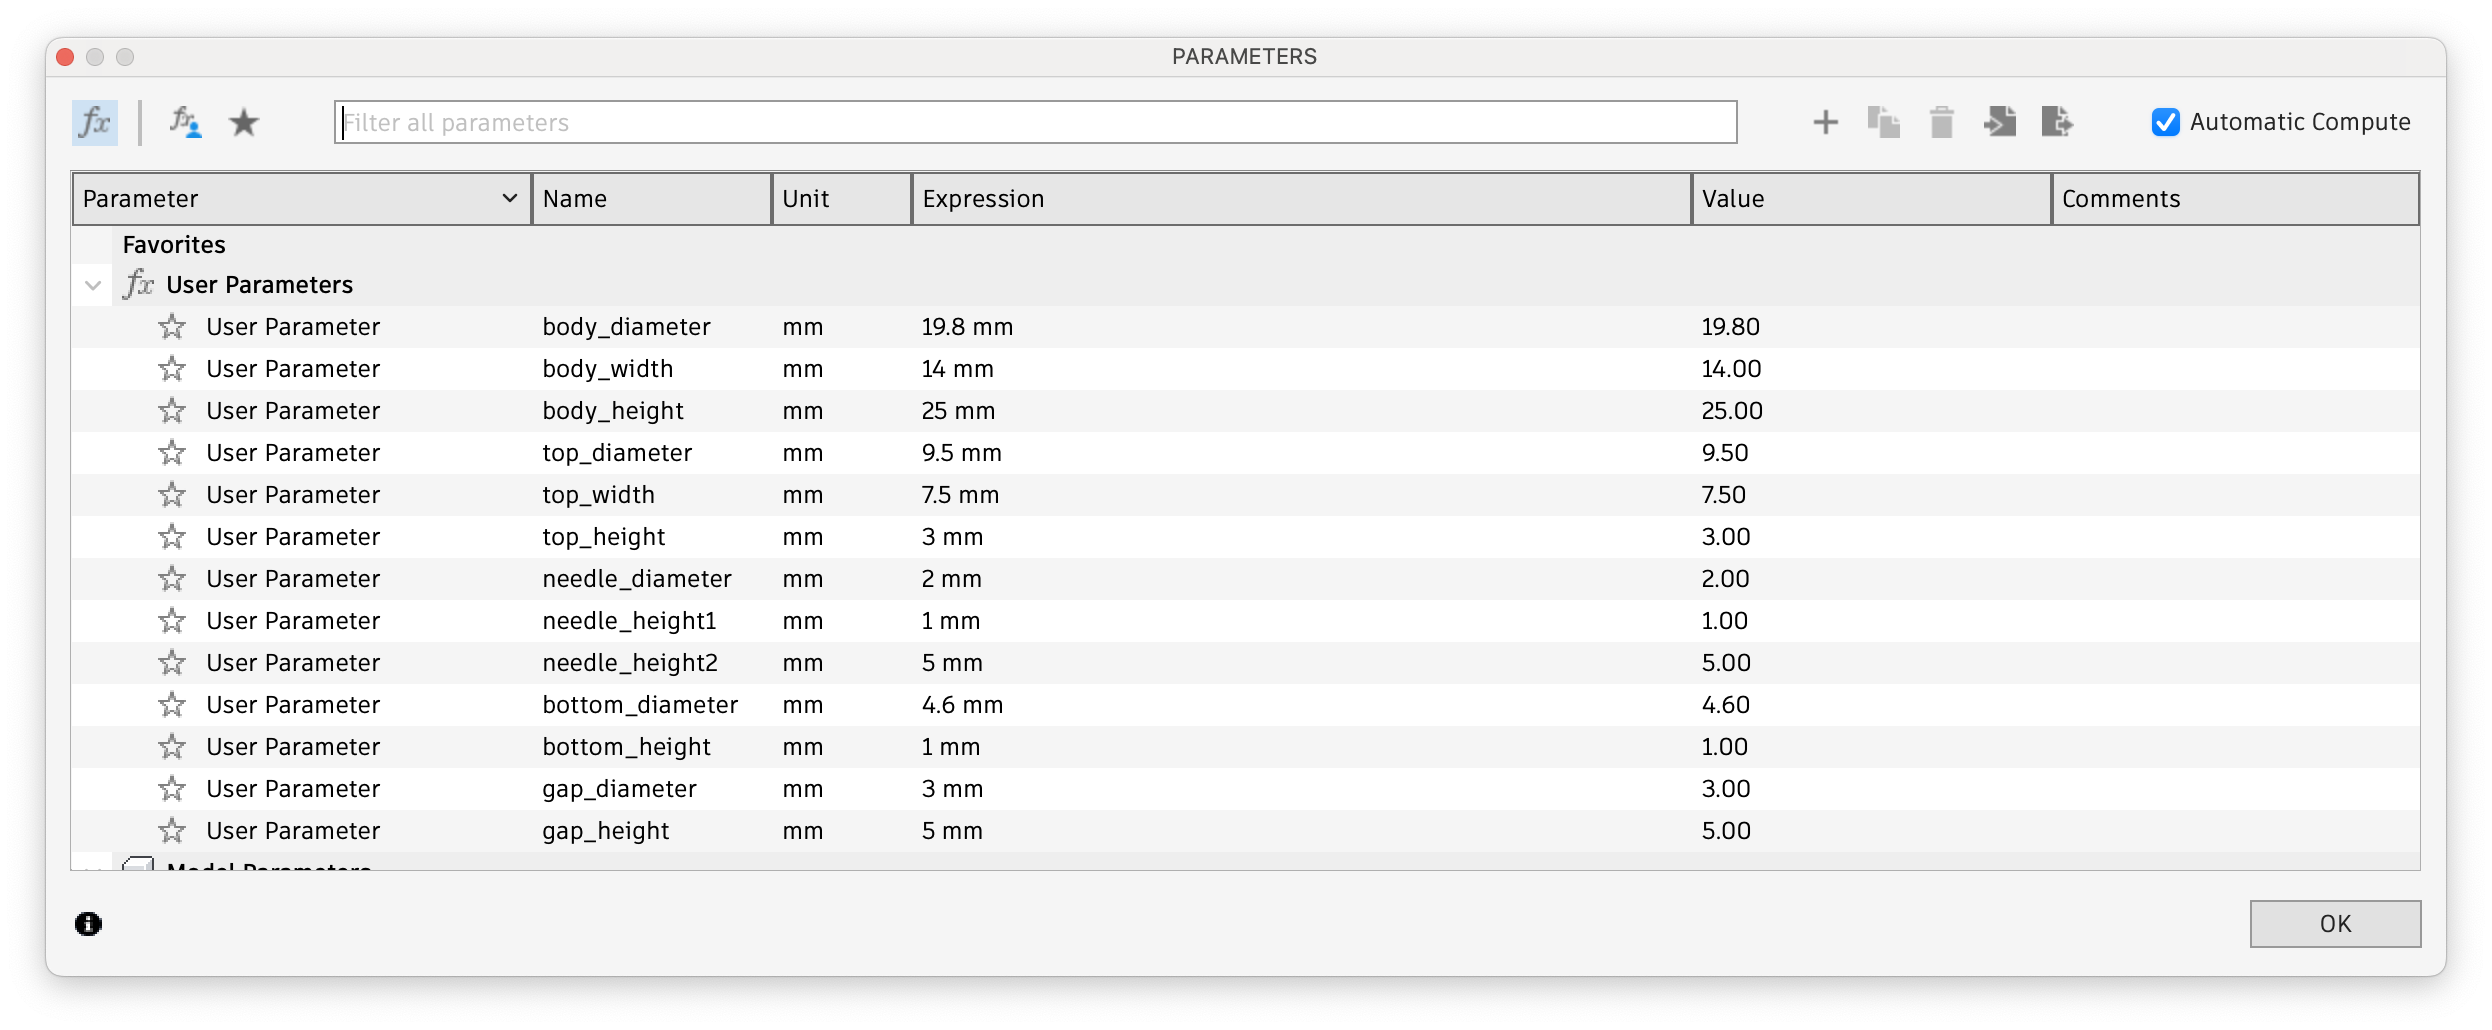 PARAMETERS
fx fx Filter all parameters Automatic Compute
Parameter Name Unit Expression Value Comments
Favorites
fx User Parameters
User Parameter body_diameter mm 19.8 mm 19.80
User Parameter body_width mm 14 mm 14.00
User Parameter body_height mm 25 mm 25.00
User Parameter top_diameter mm 9.5 mm 9.50
User Parameter top_width mm 7.5 mm 7.50
User Parameter top_height mm 3 mm 3.00
User Parameter needle_diameter mm 2 mm 2.00
User Parameter needle_height1 mm 1 mm 1.00
User Parameter needle_height2 mm 5 mm 5.00
User Parameter bottom_diameter mm 4.6 mm 4.60
User Parameter bottom_height mm 1 mm 1.00
User Parameter gap_diameter mm 3 mm 3.00
User Parameter gap_height mm 5 mm 5.00
Model Parameters
OK